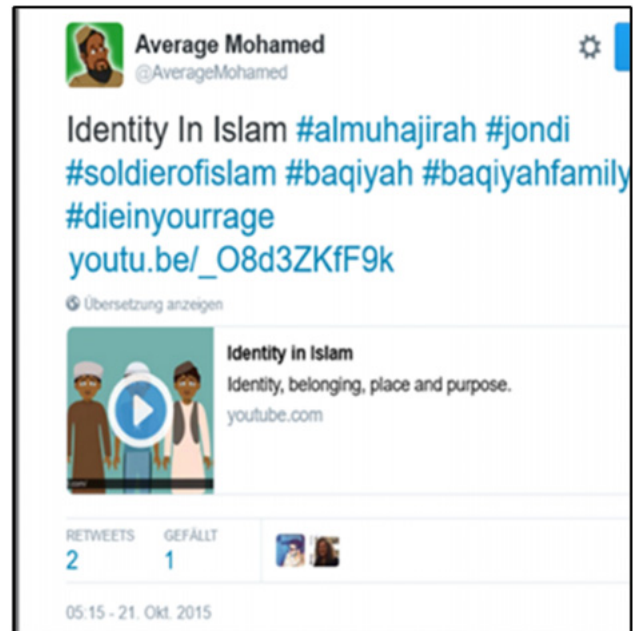 Average Mohamed
@AverageMohamed
Identity In Islam #almuhajirah #jondi
#soldierofislam #baqiyah #baqiyahfamily
#dieinyourrage
youtu.be/_O8d3ZKfF9k
Übersetzung anzeigen
Identity in Islam
Identity, belonging, place and purpose.
youtube.com
RETWEETS GEFÄLLT
2 1
05:15 - 21. Okt. 2015